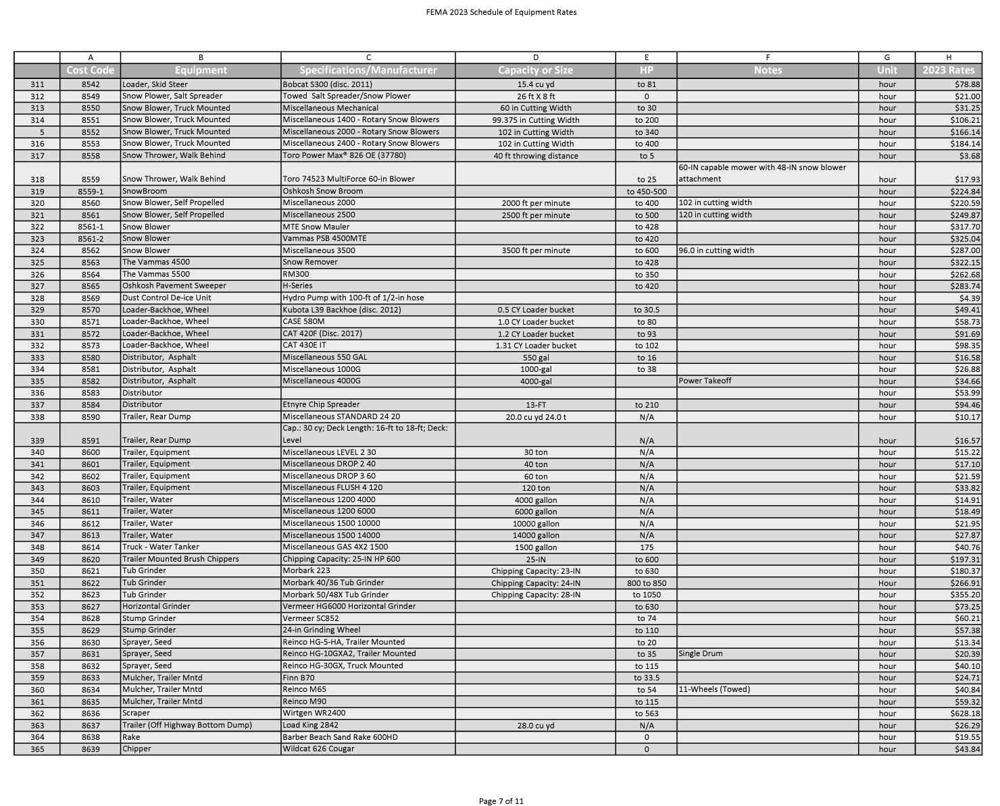 FEMA 2023 Schedule of Equipment Rates
A B C D E F G H
Cost Code Equipment Specifications/Manufacturer Capacity or Size HP Notes Unit 2023 Rates
311 8542 Loader, Skid Steer Bobcat S300 (disc. 2011) 15.4 cu yd to 81 hour $78.88
312 8549 Snow Plower, Salt Spreader Towed Salt Spreader/Snow Plower 26 ft X 8 ft 0 hour $21.00
313 8550 Snow Blower, Truck Mounted Miscellaneous Mechanical 60 in Cutting Width to 30 hour $31.25
314 8551 Snow Blower, Truck Mounted Miscellaneous 1400 - Rotary Snow Blowers 99.375 in Cutting Width to 200 hour $106.21
5 8552 Snow Blower, Truck Mounted Miscellaneous 2000 - Rotary Snow Blowers 102 in Cutting Width to 340 hour $166.14
316 8553 Snow Blower, Truck Mounted Miscellaneous 2400 - Rotary Snow Blowers 102 in Cutting Width to 400 hour $184.14
317 8558 Snow Thrower, Walk Behind Toro Power Max® 826 OE (37780) 40 ft throwing distance to 5 hour $3.68
60-IN capable mower with 48-IN snow blower
318 8559 Snow Thrower, Walk Behind Toro 74523 MultiForce 60-in Blower to 25 attachment hour $17.93
319 8559-1 SnowBroom Oshkosh Snow Broom to 450-500 hour $224.84
320 8560 Snow Blower, Self Propelled Miscellaneous 2000 2000 ft per minute to 400 102 in cutting width hour $220.59
321 8561 Snow Blower, Self Propelled Miscellaneous 2500 2500 ft per minute to 500 120 in cutting width hour $249.87
322 8561-1 Snow Blower MTE Snow Mauler to 428 hour $317.70
323 8561-2 Snow Blower Vammas PSB 4500MTE to 420 hour $325.04
324 8562 Snow Blower Miscellaneous 3500 3500 ft per minute to 600 96.0 in cutting width hour $287.00
325 8563 The Vammas 4500 Snow Remover to 428 hour $322.15
326 8564 The Vammas 5500 RM300 to 350 hour $262.68
327 8565 Oshkosh Pavement Sweeper H-Series to 420 hour $283.74
328 8569 Dust Control De-ice Unit Hydro Pump with 100-ft of 1/2-in hose hour $4.39
329 8570 Loader-Backhoe, Wheel Kubota L39 Backhoe (disc. 2012) 0.5 CY Loader bucket to 30.5 hour $49.41
330 8571 Loader-Backhoe, Wheel CASE 580M 1.0 CY Loader bucket to 80 hour $58.73
331 8572 Loader-Backhoe, Wheel CAT 420F (Disc. 2017) 1.2 CY Loader bucket to 93 hour $91.69
332 8573 Loader-Backhoe, Wheel CAT 430E IT 1.31 CY Loader bucket to 102 hour $98.35
333 8580 Distributor, Asphalt Miscellaneous 550 GAL 550 gal to 16 hour $16.58
334 8581 Distributor, Asphalt Miscellaneous 1000G 1000-gal to 38 hour $26.88
335 8582 Distributor, Asphalt Miscellaneous 4000G 4000-gal Power Takeoff hour $34.66
336 8583 Distributor hour $53.99
337 8584 Distributor Etnyre Chip Spreader 13-FT to 210 hour $94.46
338 8590 Trailer, Rear Dump Miscellaneous STANDARD 24 20 20.0 cu yd 24.0 t N/A hour $10.17
Cap.: 30 cy; Deck Length: 16-ft to 18-ft; Deck:
339 8591 Trailer, Rear Dump Level N/A hour $16.57
340 8600 Trailer, Equipment Miscellaneous LEVEL 2 30 30 ton N/A hour $15.22
341 8601 Trailer, Equipment Miscellaneous DROP 2 40 40 ton N/A hour $17.10
342 8602 Trailer, Equipment Miscellaneous DROP 3 60 60 ton N/A hour $21.59
343 8603 Trailer, Equipment Miscellaneous FLUSH 4 120 120 ton N/A hour $33.82
344 8610 Trailer, Water Miscellaneous 1200 4000 4000 gallon N/A hour $14.91
345 8611 Trailer, Water Miscellaneous 1200 6000 6000 gallon N/A hour $18.49
346 8612 Trailer, Water Miscellaneous 1500 10000 10000 gallon N/A hour $21.95
347 8613 Trailer, Water Miscellaneous 1500 14000 14000 gallon N/A hour $27.87
348 8614 Truck - Water Tanker Miscellaneous GAS 4X2 1500 1500 gallon 175 hour $40.76
349 8620 Trailer Mounted Brush Chippers Chipping Capacity: 25-IN HP 600 25-IN to 600 hour $197.31
350 8621 Tub Grinder Morbark 223 Chipping Capacity: 23-IN to 630 hour $180.37
351 8622 Tub Grinder Morbark 40/36 Tub Grinder Chipping Capacity: 24-IN 800 to 850 Hour $266.91
352 8623 Tub Grinder Morbark 50/48X Tub Grinder Chipping Capacity: 28-IN to 1050 hour $355.20
353 8627 Horizontal Grinder Vermeer HG6000 Horizontal Grinder to 630 hour $73.25
354 8628 Stump Grinder Vermeer SC852 to 74 hour $60.21
355 8629 Stump Grinder 24-in Grinding Wheel to 110 hour $57.38
356 8630 Sprayer, Seed Reinco HG-5-HA, Trailer Mounted to 20 hour $13.34
357 8631 Sprayer, Seed Reinco HG-10GXA2, Trailer Mounted to 35 Single Drum hour $20.39
358 8632 Sprayer, Seed Reinco HG-30GX, Truck Mounted to 115 hour $40.10
359 8633 Mulcher, Trailer Mntd Finn B70 to 33.5 hour $24.71
360 8634 Mulcher, Trailer Mntd Reinco M65 to 54 11-Wheels (Towed) hour $40.84
361 8635 Mulcher, Trailer Mntd Reinco M90 to 115 hour $59.32
362 8636 Scraper Wirtgen WR2400 to 563 hour $628.18
363 8637 Trailer (Off Highway Bottom Dump) Load King 2842 28.0 cu yd N/A hour $26.29
364 8638 Rake Barber Beach Sand Rake 600HD 0 hour $19.55
365 8639 Chipper Wildcat 626 Cougar 0 hour $43.84
Page 7 of 11